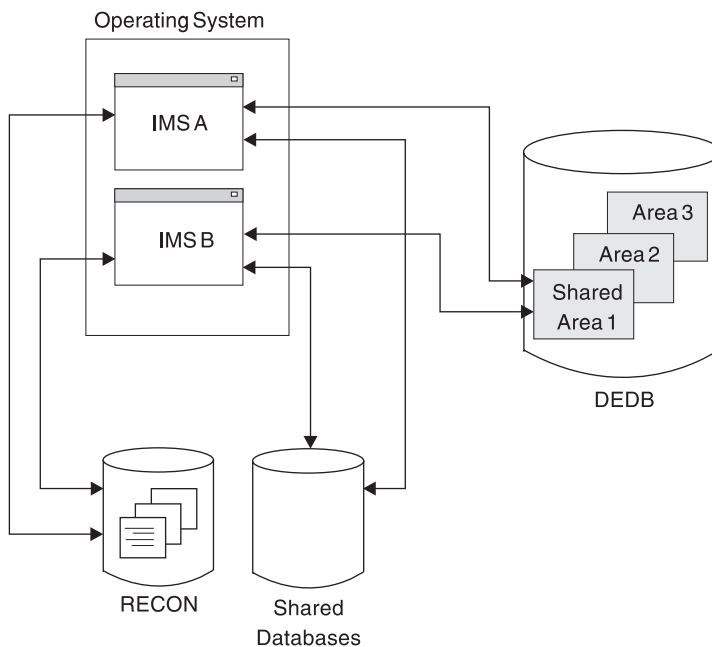 Operating System
IMS A
IMS B
Area 3
Area 2
Shared
Area 1
DEDB
RECON
Shared
Databases